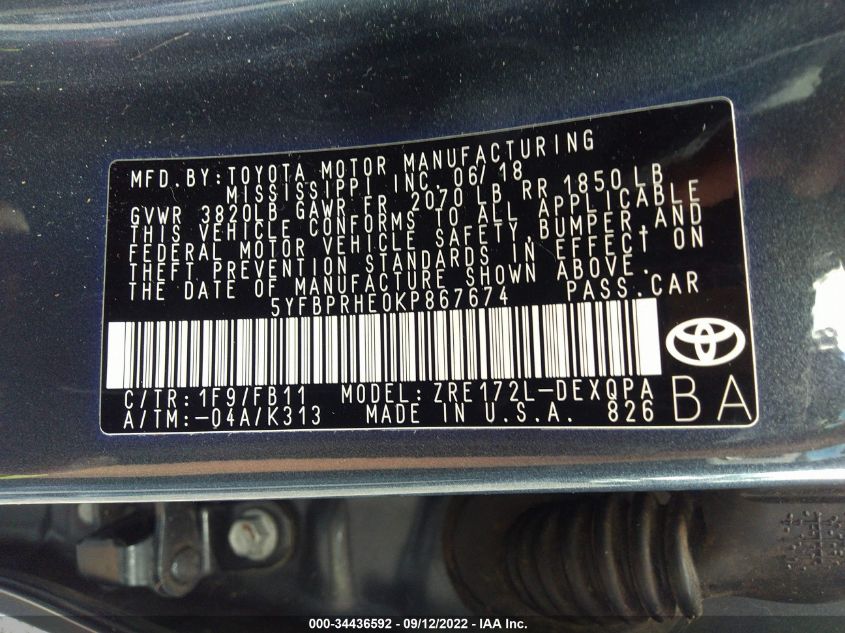 MFD.BY:TOYOTA MOTOR MANUFACTURING
MISSISSIPPI INC. 06/18
GVWR 3820LB GAWR FR 2070 LB RR 1850 LB
THIS VEHICLE CONFORMS TO ALL APPLICABLE
FEDERAL MOTOR VEHICLE SAFETY,BUMPER,AND
THEFT PREVENTION STANDARDS IN EFFECT ON
THE DATE OF MANUFACTURE SHOWN ABOVE.
5YFBPRHE0KP867674 PASS.CAR
C/TR:1F9/FB11 MODEL:ZRE172L-DEXQPA
A/TM:-04A/K313 MADE IN U.S.A. 826
BA
000-34436592 - 09/12/2022 - IAA Inc.